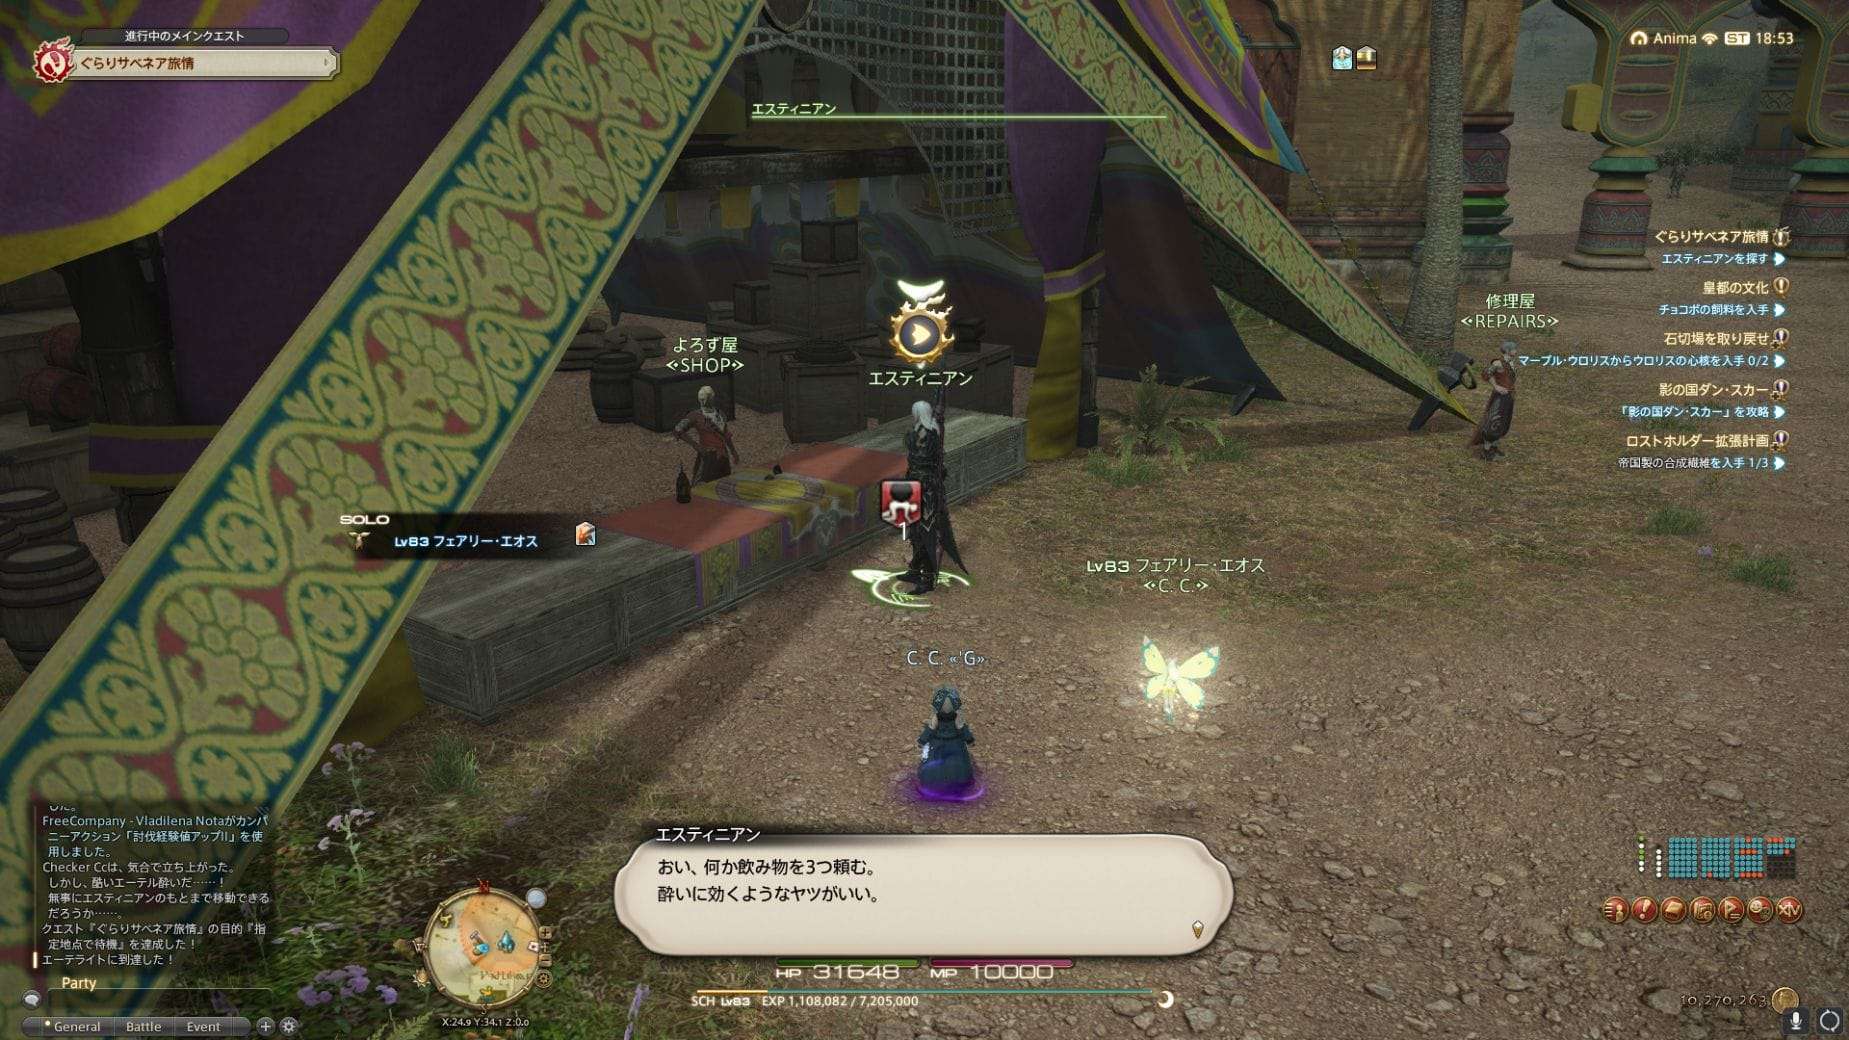 進行中のメインクエスト
ぐらりサベネア旅情
Anima ST 18:53
エスティニアン
ぐらりサベネア旅情
エスティニアンを探す
皇都の文化
チョコボの飼料を入手
石切場を取り戻せ
マーブル・ウロリスからウロリスの心核を入手 0/2
影の国ダン・スカー
「影の国ダン・スカー」を攻略
ロストホルダー拡張計画
帝国製の合成繊維を入手 1/3
修理屋
<REPAIRS>
よろず屋
<SHOP>
エスティニアン
1
SOLO
Lv83 フェアリー・エオス
Lv83 フェアリー・エオス
<C. C.>
C. C. «'G»
エスティニアン
おい、何か飲み物を3つ頼む。
酔いに効くようなヤツがいい。
した。
FreeCompany - Vladilena Notaがカンパ
ニーアクション「討伐経験値アップII」を使
用しました。
Checker Ccは、気合で立ち上がった。
しかし、酷いエーテル酔いだ……！
無事にエスティニアンのもとまで移動できる
だろうか……。
クエスト『ぐらりサベネア旅情』の目的『指
定地点で待機』を達成した！
エーテライトに到達した！
Party
General Battle Event
N
X:24.9 Y:34.1 Z:0.0
HP 31648 MP 10000
SCH Lv83 EXP 1,108,082 / 7,205,000
XIV
10,270,263